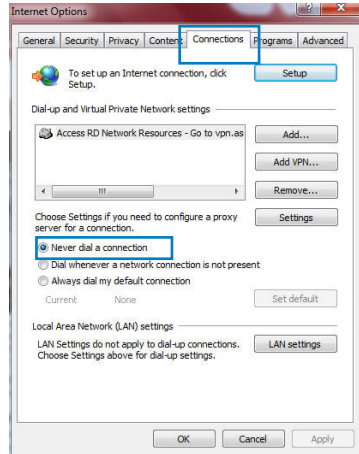 Internet Options
General Security Privacy Content Connections Programs Advanced
To set up an Internet connection, click
Setup.
Setup
Dial-up and Virtual Private Network settings
Access RD Network Resources - Go to vpn.as
Add...
Add VPN...
Remove...
Choose Settings if you need to configure a proxy
server for a connection.
Settings
Never dial a connection
Dial whenever a network connection is not present
Always dial my default connection
Current None
Set default
Local Area Network (LAN) settings
LAN Settings do not apply to dial-up connections.
Choose Settings above for dial-up settings.
LAN settings
OK Cancel Apply